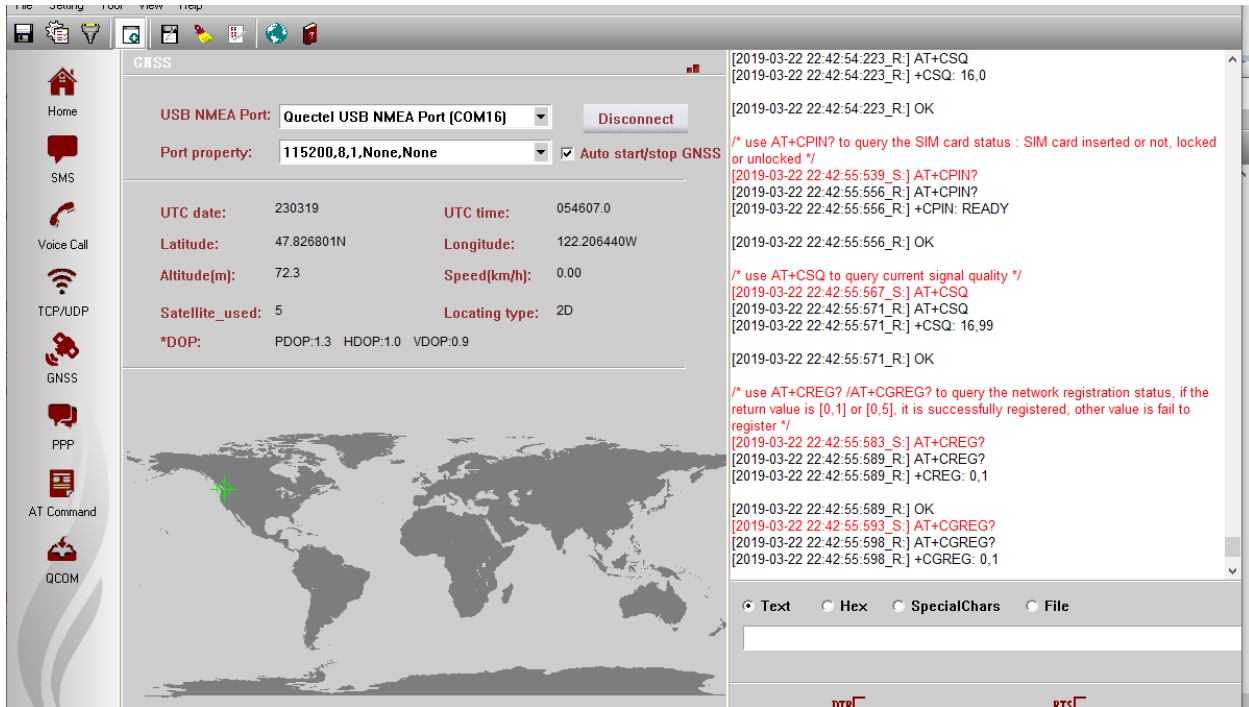 File Setting Tool View Help
Home
SMS
Voice Call
TCP/UDP
GNSS
PPP
AT Command
QCOM
GNSS
USB NMEA Port: Quectel USB NMEA Port (COM16) Disconnect
Port property: 115200,8,1,None,None Auto start/stop GNSS
UTC date: 230319 UTC time: 054607.0
Latitude: 47.826801N Longitude: 122.206440W
Altitude(m): 72.3 Speed(km/h): 0.00
Satellite_used: 5 Locating type: 2D
*DOP: PDOP:1.3 HDOP:1.0 VDOP:0.9
[2019-03-22 22:42:54:223_R:] AT+CSQ
[2019-03-22 22:42:54:223_R:] +CSQ: 16,0
[2019-03-22 22:42:54:223_R:] OK
/* use AT+CPIN? to query the SIM card status : SIM card inserted or not, locked
or unlocked */
[2019-03-22 22:42:55:539_S:] AT+CPIN?
[2019-03-22 22:42:55:556_R:] AT+CPIN?
[2019-03-22 22:42:55:556_R:] +CPIN: READY
[2019-03-22 22:42:55:556_R:] OK
/* use AT+CSQ to query current signal quality */
[2019-03-22 22:42:55:567_S:] AT+CSQ
[2019-03-22 22:42:55:571_R:] AT+CSQ
[2019-03-22 22:42:55:571_R:] +CSQ: 16,99
[2019-03-22 22:42:55:571_R:] OK
/* use AT+CREG? /AT+CGREG? to query the network registration status, if the
return value is [0,1] or [0,5], it is successfully registered, other value is fail to
register */
[2019-03-22 22:42:55:583_S:] AT+CREG?
[2019-03-22 22:42:55:589_R:] AT+CREG?
[2019-03-22 22:42:55:589_R:] +CREG: 0,1
[2019-03-22 22:42:55:589_R:] OK
[2019-03-22 22:42:55:593_S:] AT+CGREG?
[2019-03-22 22:42:55:598_R:] AT+CGREG?
[2019-03-22 22:42:55:598_R:] +CGREG: 0,1
Text Hex SpecialChars File
DTR RTS